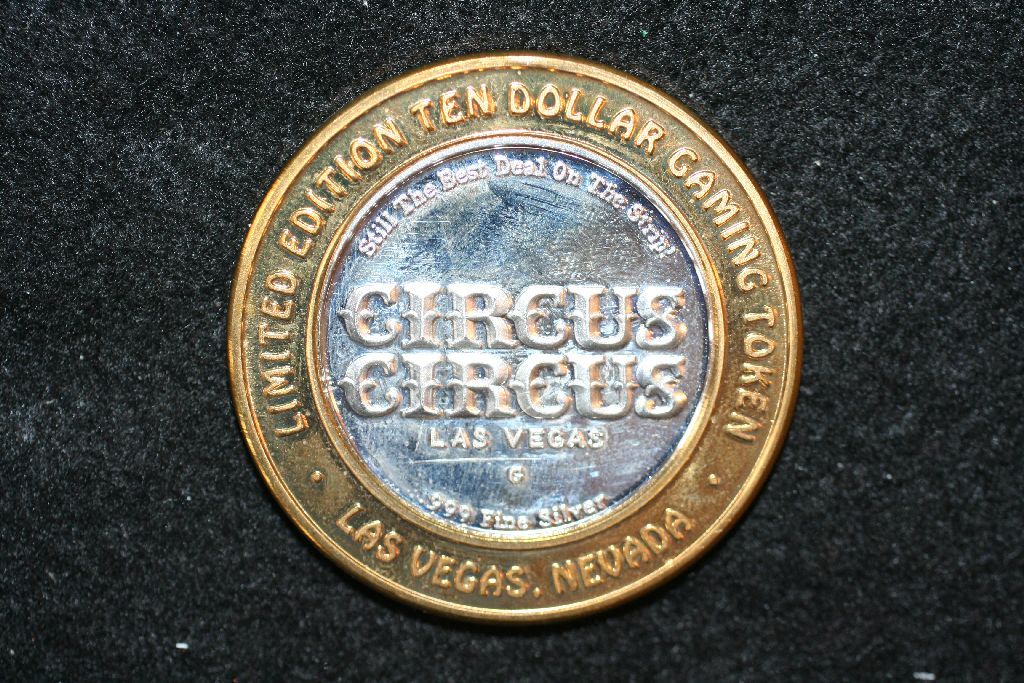 LIMITED EDITION TEN DOLLAR GAMING TOKEN
Still The Best Deal On The Strip!
CIRCUS
CIRCUS
LAS VEGAS
G
.999 Fine Silver
LAS VEGAS, NEVADA